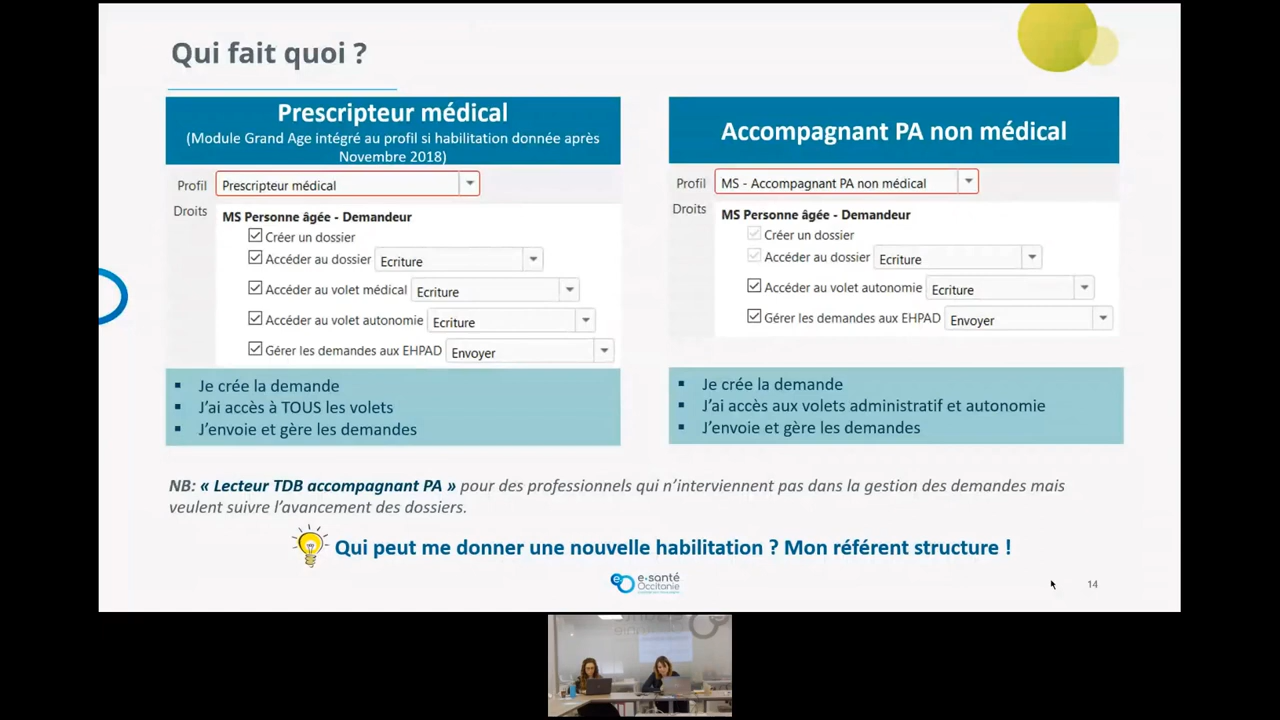 Qui fait quoi ?
Prescripteur médical
(Module Grand Age intégré au profil si habilitation donnée après
Novembre 2018)
Profil
Prescripteur médical
Droits
MS Personne âgée - Demandeur
Créer un dossier
Accéder au dossier
Ecriture
Accéder au volet médical
Ecriture
Accéder au volet autonomie
Ecriture
Gérer les demandes aux EHPAD
Envoyer
Je crée la demande
J'ai accès à TOUS les volets
J'envoie et gère les demandes
Accompagnant PA non médical
Profil
MS - Accompagnant PA non médical
Droits
MS Personne âgée - Demandeur
Créer un dossier
Accéder au dossier
Ecriture
Accéder au volet autonomie
Ecriture
Gérer les demandes aux EHPAD
Envoyer
Je crée la demande
J'ai accès aux volets administratif et autonomie
J'envoie et gère les demandes
NB: « Lecteur TDB accompagnant PA » pour des professionnels qui n'interviennent pas dans la gestion des demandes mais
veulent suivre l'avancement des dossiers.
Qui peut me donner une nouvelle habilitation ? Mon référent structure !
e-santé
Occitanie
14